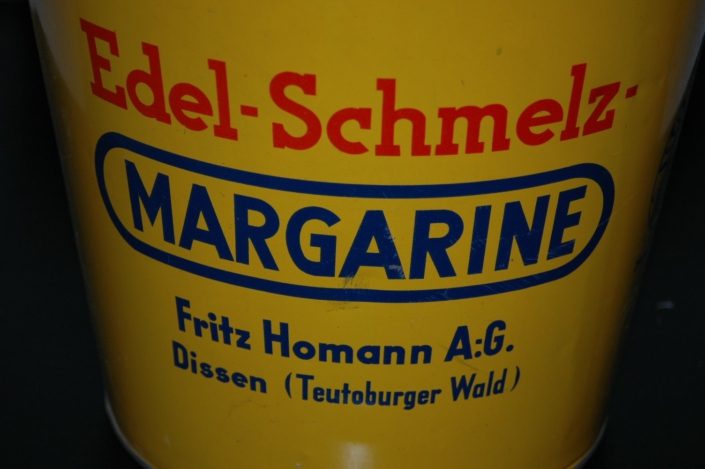 Edel-Schmelz-
MARGARINE
Fritz Homann A:G.
Dissen (Teutoburger Wald)